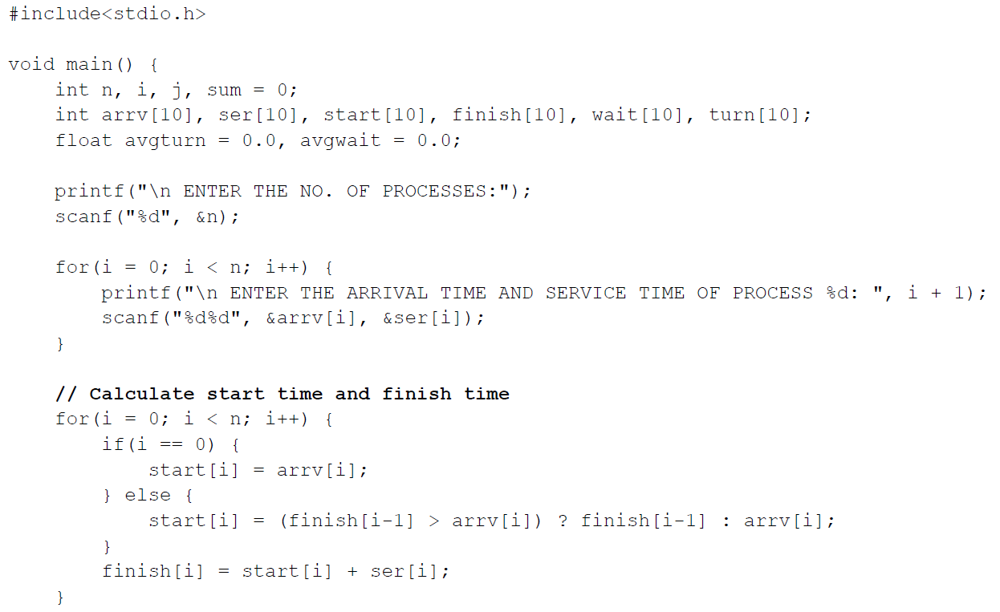 #include<stdio.h>

void main() {
    int n, i, j, sum = 0;
    int arrv[10], ser[10], start[10], finish[10], wait[10], turn[10];
    float avgturn = 0.0, avgwait = 0.0;

    printf("\n ENTER THE NO. OF PROCESSES:");
    scanf("%d", &n);

    for(i = 0; i < n; i++) {
        printf("\n ENTER THE ARRIVAL TIME AND SERVICE TIME OF PROCESS %d: ", i + 1);
        scanf("%d%d", &arrv[i], &ser[i]);
    }

    // Calculate start time and finish time
    for(i = 0; i < n; i++) {
        if(i == 0) {
            start[i] = arrv[i];
        } else {
            start[i] = (finish[i-1] > arrv[i]) ? finish[i-1] : arrv[i];
        }
        finish[i] = start[i] + ser[i];
    }